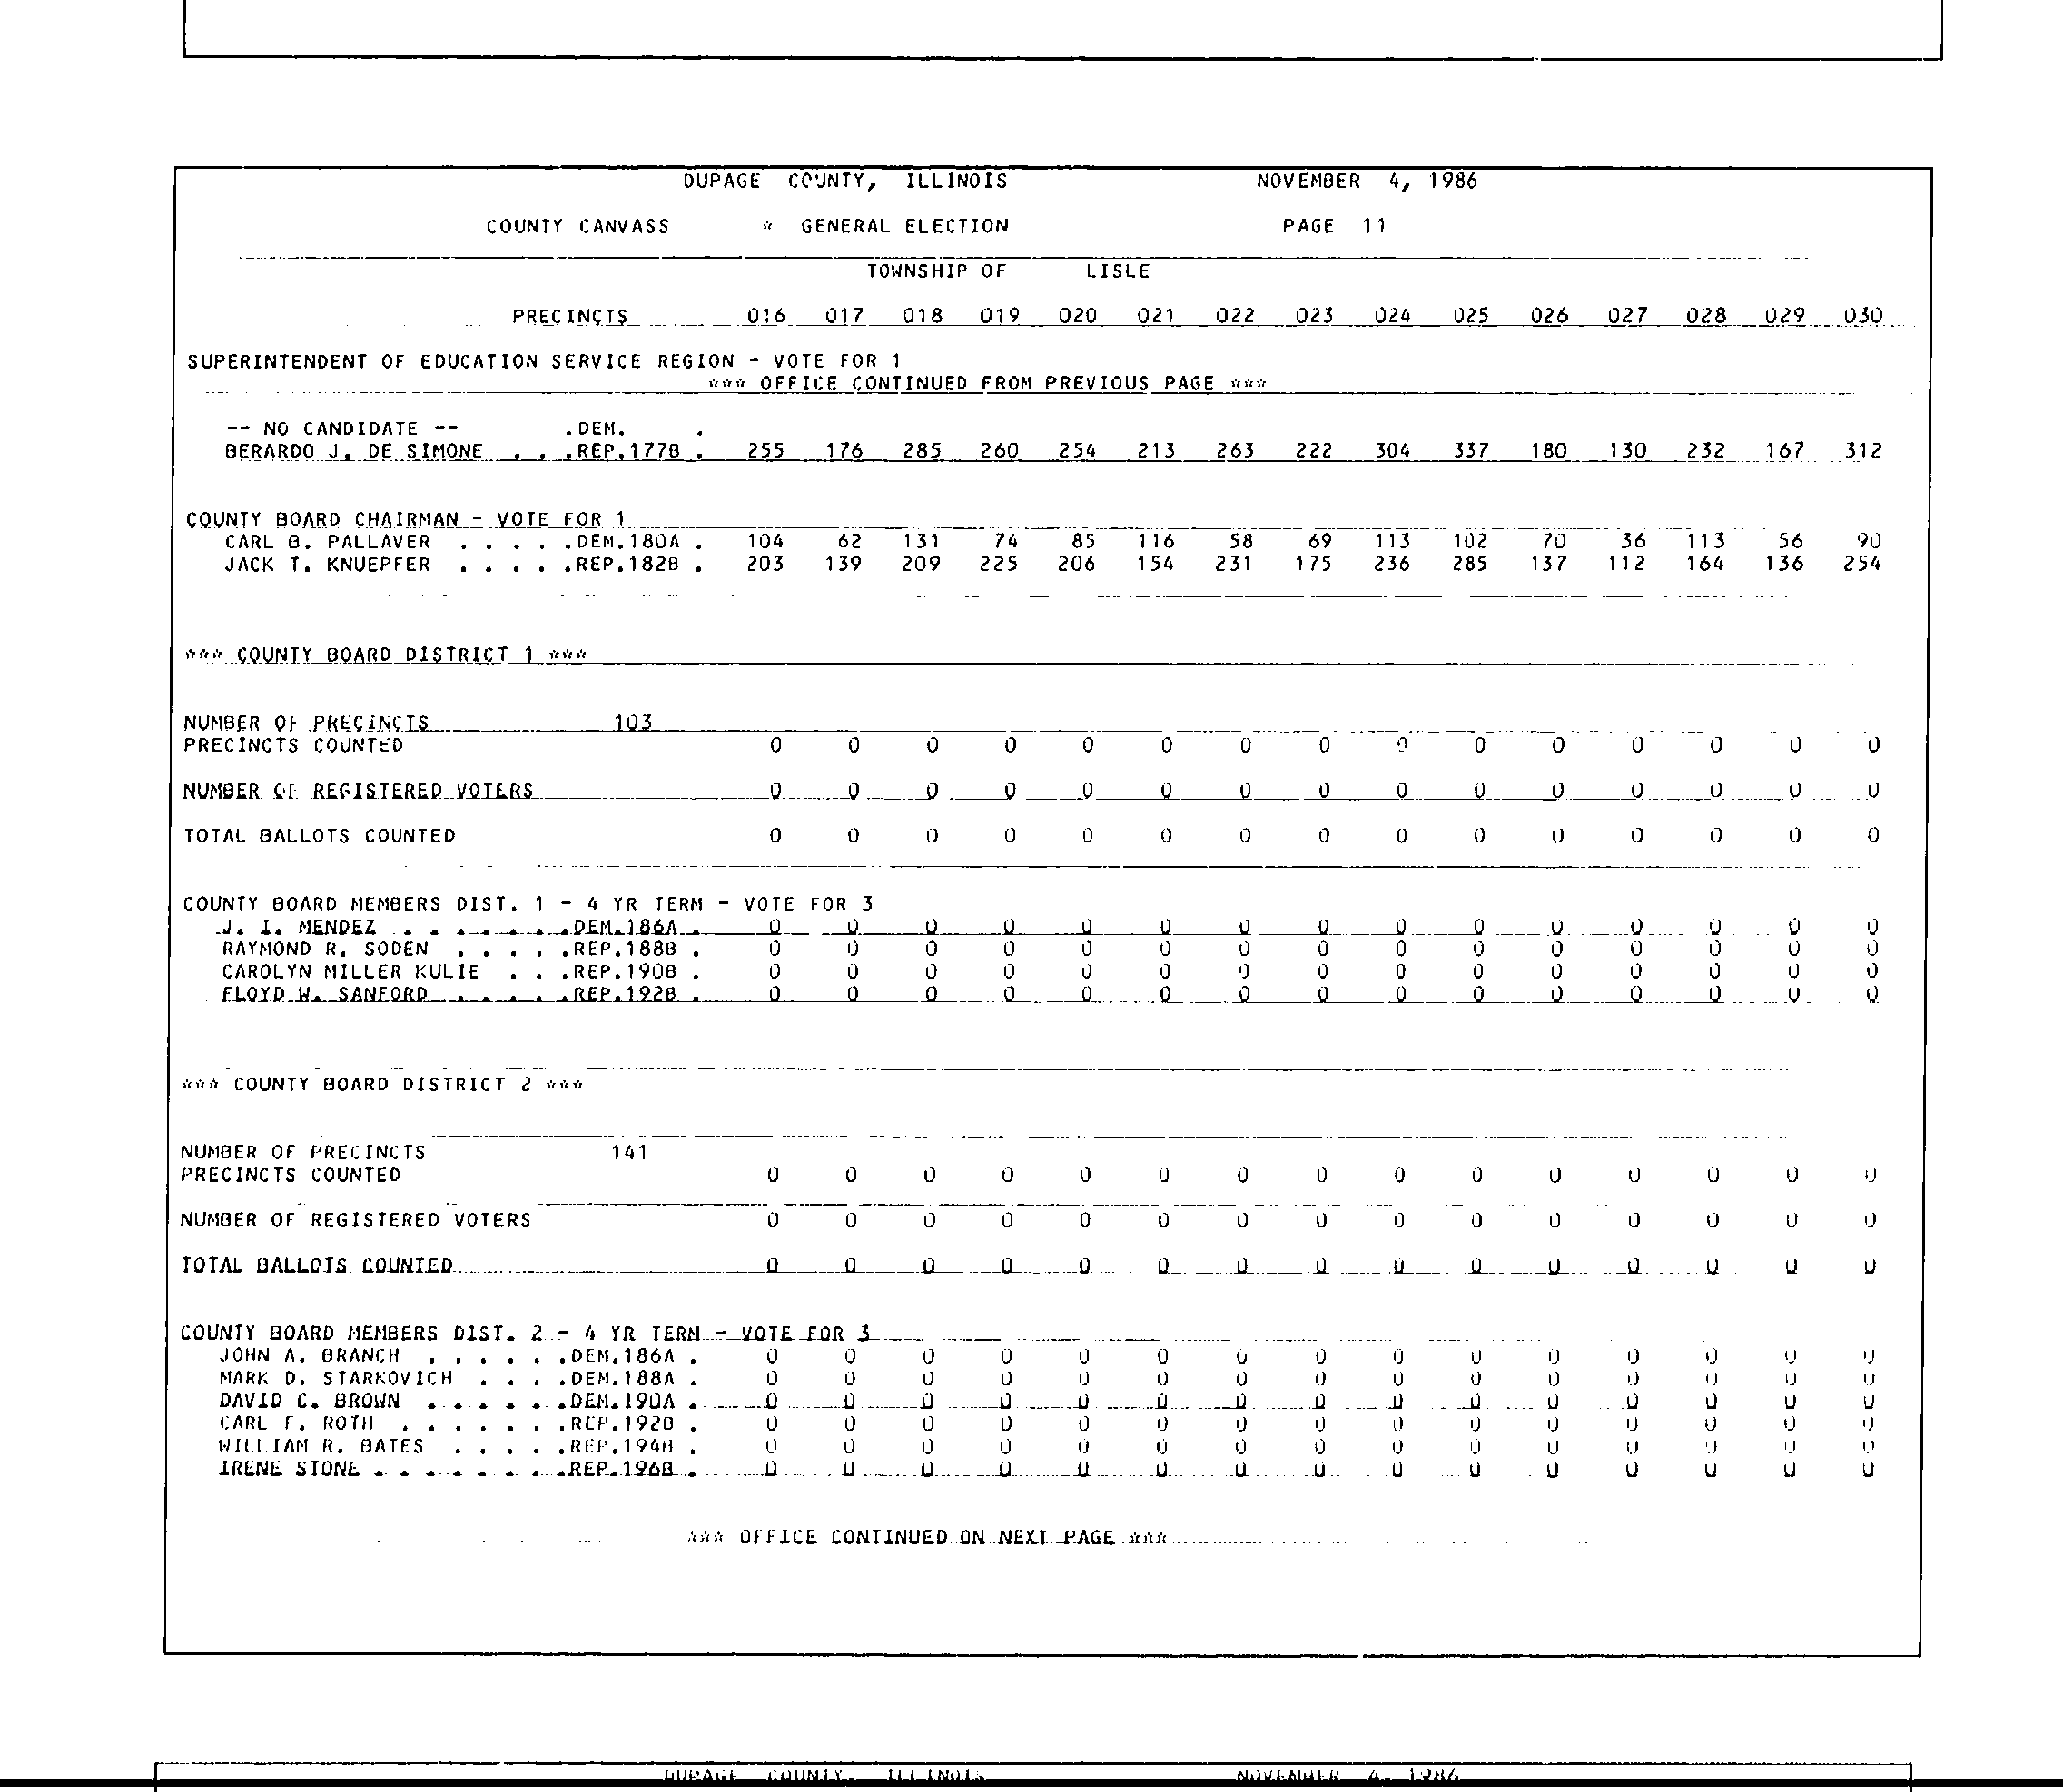 DUPAGE COUNTY, ILLINOIS NOVEMBER 4, 1986
COUNTY CANVASS * GENERAL ELECTION PAGE 11
TOWNSHIP OF LISLE
PRECINCTS 016 017 018 019 020 021 022 023 024 025 026 027 028 029 030
SUPERINTENDENT OF EDUCATION SERVICE REGION - VOTE FOR 1
*** OFFICE CONTINUED FROM PREVIOUS PAGE ***
-- NO CANDIDATE -- .DEM. .
BERARDO J. DE SIMONE . . .REP.177B . 255 176 285 260 254 213 263 222 304 337 180 130 232 167 312
COUNTY BOARD CHAIRMAN - VOTE FOR 1
CARL B. PALLAVER . . . . .DEM.180A . 104 62 131 74 85 116 58 69 113 102 70 36 113 56 90
JACK T. KNUEPFER . . . . .REP.182B . 203 139 209 225 206 154 231 175 236 285 137 112 164 136 254
*** COUNTY BOARD DISTRICT 1 ***
NUMBER OF PRECINCTS 103
PRECINCTS COUNTED 0 0 0 0 0 0 0 0 0 0 0 0 0 0 0
NUMBER OF REGISTERED VOTERS 0 0 0 0 0 0 0 0 0 0 0 0 0 0 0
TOTAL BALLOTS COUNTED 0 0 0 0 0 0 0 0 0 0 0 0 0 0 0
COUNTY BOARD MEMBERS DIST. 1 - 4 YR TERM - VOTE FOR 3
J. I. MENDEZ . . . . . . .DEM.186A . 0 0 0 0 0 0 0 0 0 0 0 0 0 0 0
RAYMOND R. SODEN . . . . .REP.188B . 0 0 0 0 0 0 0 0 0 0 0 0 0 0 0
CAROLYN MILLER KULIE . . .REP.190B . 0 0 0 0 0 0 0 0 0 0 0 0 0 0 0
FLOYD W. SANFORD . . . . .REP.192B . 0 0 0 0 0 0 0 0 0 0 0 0 0 0 0
*** COUNTY BOARD DISTRICT 2 ***
NUMBER OF PRECINCTS 141
PRECINCTS COUNTED 0 0 0 0 0 0 0 0 0 0 0 0 0 0 0
NUMBER OF REGISTERED VOTERS 0 0 0 0 0 0 0 0 0 0 0 0 0 0 0
TOTAL BALLOTS COUNTED 0 0 0 0 0 0 0 0 0 0 0 0 0 0 0
COUNTY BOARD MEMBERS DIST. 2 - 4 YR TERM - VOTE FOR 3
JOHN A. BRANCH . . . . . .DEM.186A . 0 0 0 0 0 0 0 0 0 0 0 0 0 0 0
MARK D. STARKOVICH . . . .DEM.188A . 0 0 0 0 0 0 0 0 0 0 0 0 0 0 0
DAVID C. BROWN . . . . . .DEM.190A . 0 0 0 0 0 0 0 0 0 0 0 0 0 0 0
CARL F. ROTH . . . . . . .REP.192B . 0 0 0 0 0 0 0 0 0 0 0 0 0 0 0
WILLIAM R. BATES . . . . .REP.194B . 0 0 0 0 0 0 0 0 0 0 0 0 0 0 0
IRENE STONE . . . . . . . .REP.196B . 0 0 0 0 0 0 0 0 0 0 0 0 0 0 0
*** OFFICE CONTINUED ON NEXT PAGE ***
DUPAGE COUNTY, ILLINOIS NOVEMBER 4, 1986